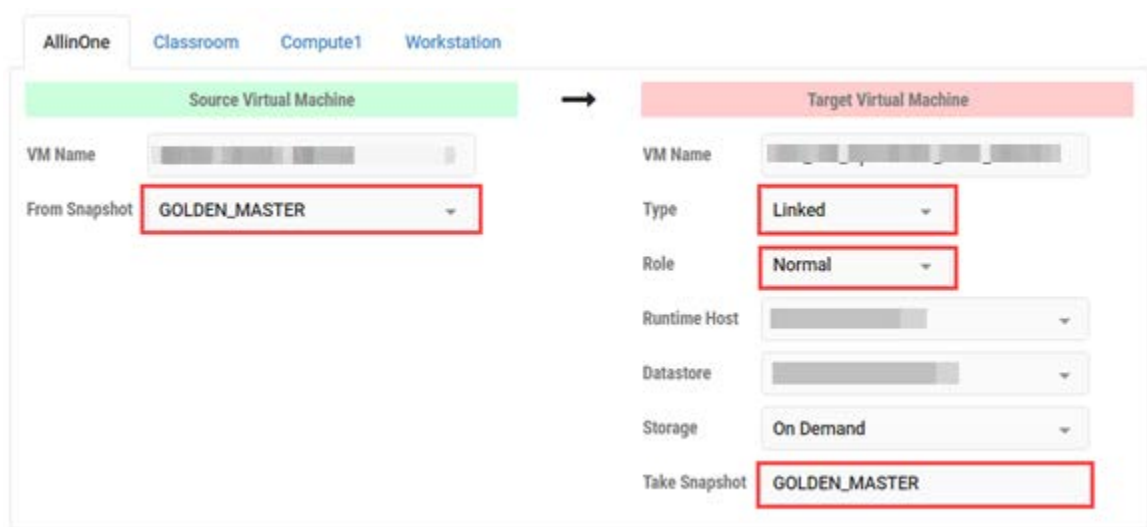 AllinOne Classroom Compute1 Workstation
Source Virtual Machine
VM Name
From Snapshot GOLDEN_MASTER
Target Virtual Machine
VM Name
Type Linked
Role Normal
Runtime Host
Datastore
Storage On Demand
Take Snapshot GOLDEN_MASTER